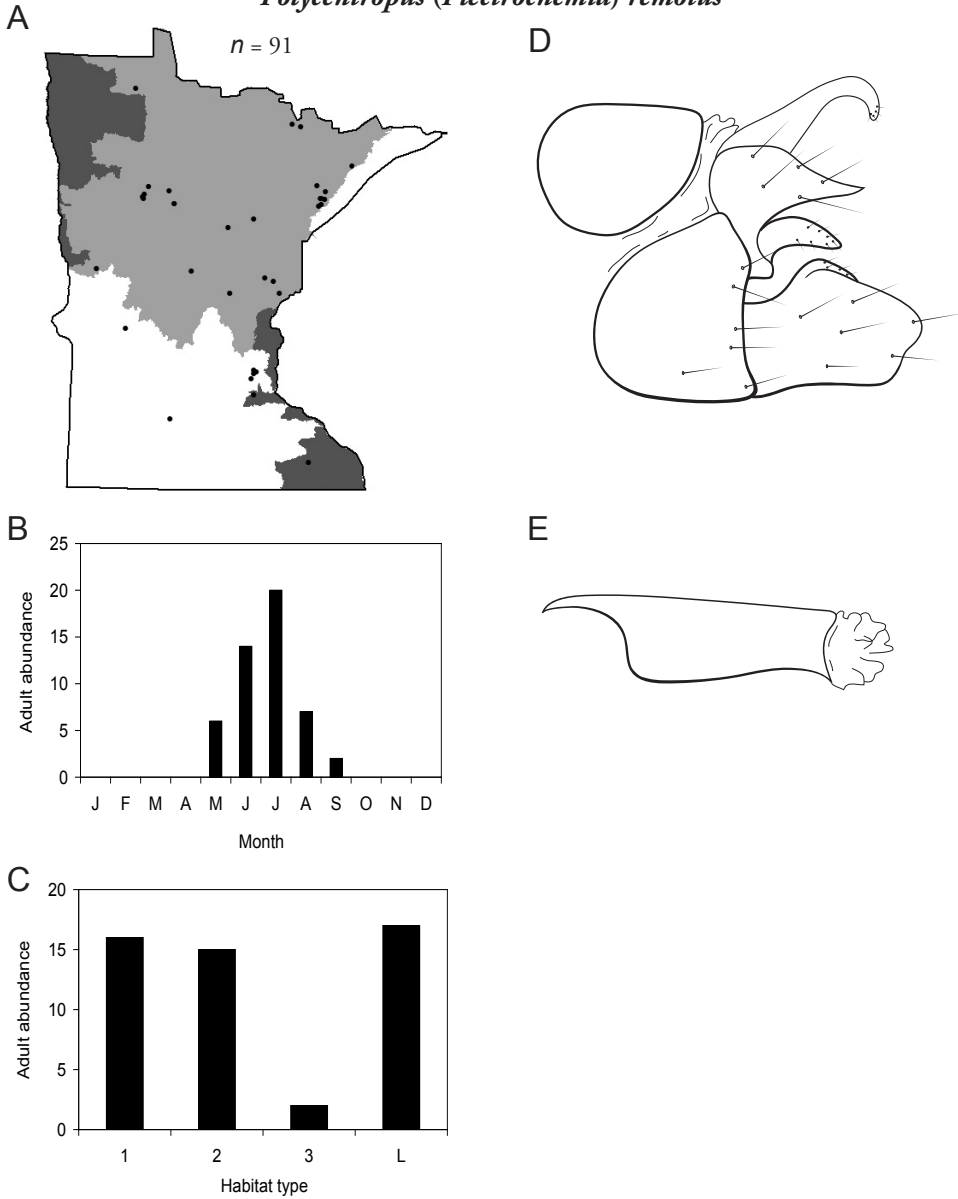 Polycentropus (Plectrocnemia) remotus
A
n = 91
D
B
25
20
15
10
5
0
Adult abundance
J F M A M J J A S O N D
Month
E
C
20
15
10
5
0
Adult abundance
1 2 3 L
Habitat type